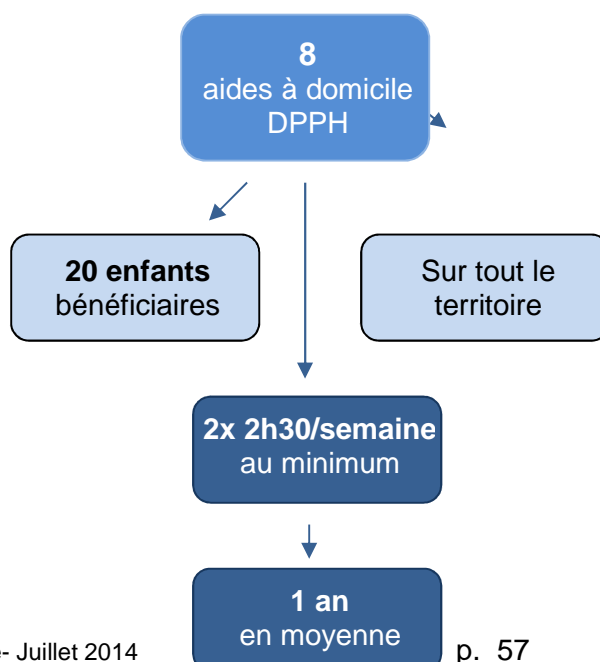 8
aides à domicile
DPPH
20 enfants
bénéficiaires
Sur tout le
territoire
2x 2h30/semaine
au minimum
1 an
en moyenne
- Juillet 2014
p. 57